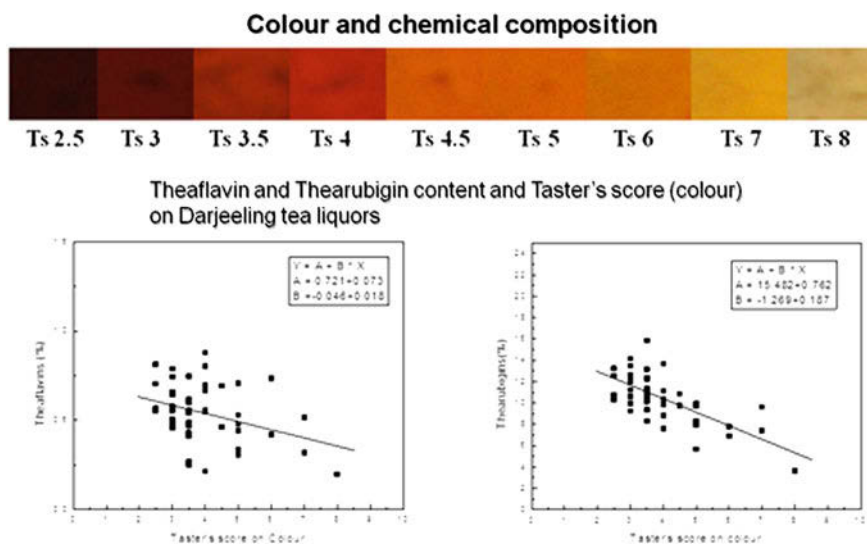 Colour and chemical composition
Ts 2.5 Ts 3 Ts 3.5 Ts 4 Ts 4.5 Ts 5 Ts 6 Ts 7 Ts 8
Theaflavin and Thearubigin content and Taster's score (colour)
on Darjeeling tea liquors
Y = A + B * X
A = 0.721+0.073
B = -0.046+0.018
Theaflavins (%)
Taster's score on Colour
Y = A + B * X
A = 15.482+0.762
B = -1.269+0.187
Thearubigins(%)
Taster's score on colour